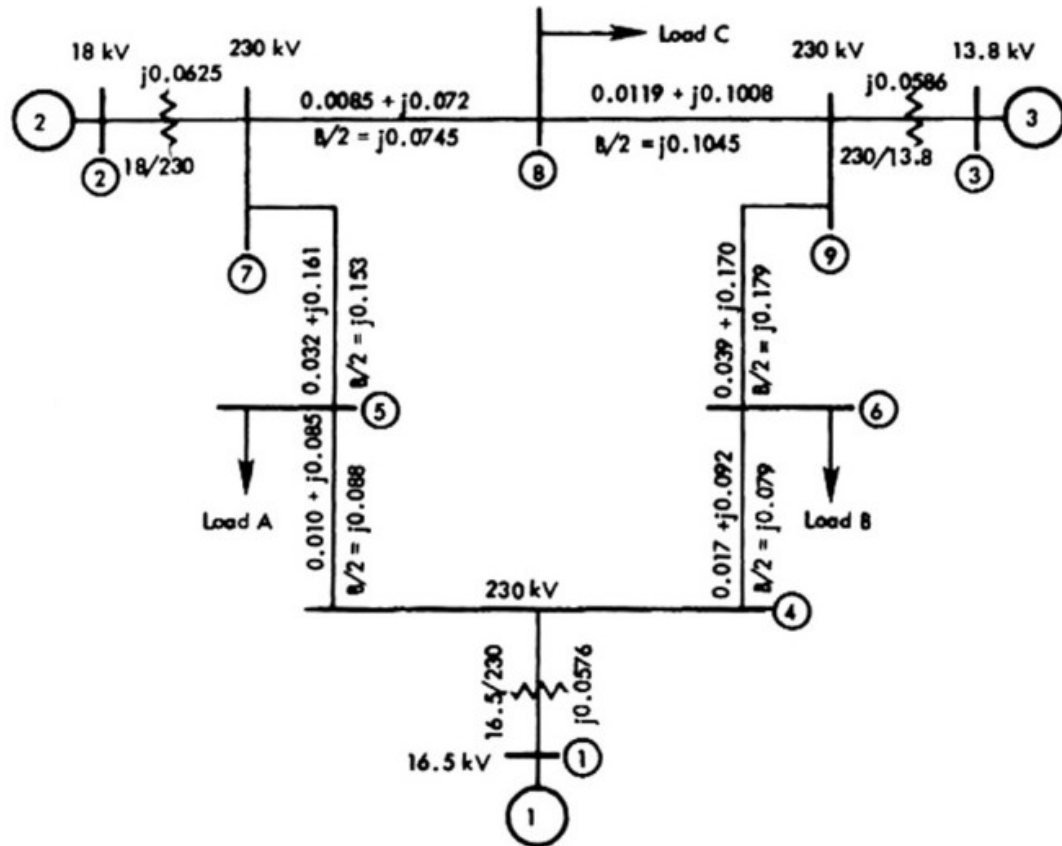 Load C
18 kV
230 kV
230 kV
13.8 kV
j0.0625
0.0085 + j0.072
0.0119 + j0.1008
j0.0586
2
3
B/2 = j0.0745
B/2 = j0.1045
18/230
230/13.8
2
8
3
7
9
0.032 +j0.161
B/2 = j0.153
0.039 + j0.170
B/2 = j0.179
5
6
0.010 + j0.085
B/2 = j0.088
0.017 +j0.092
B/2 = j0.079
Load A
Load B
230 kV
4
16.5/230
j0.0576
16.5 kV
1
1